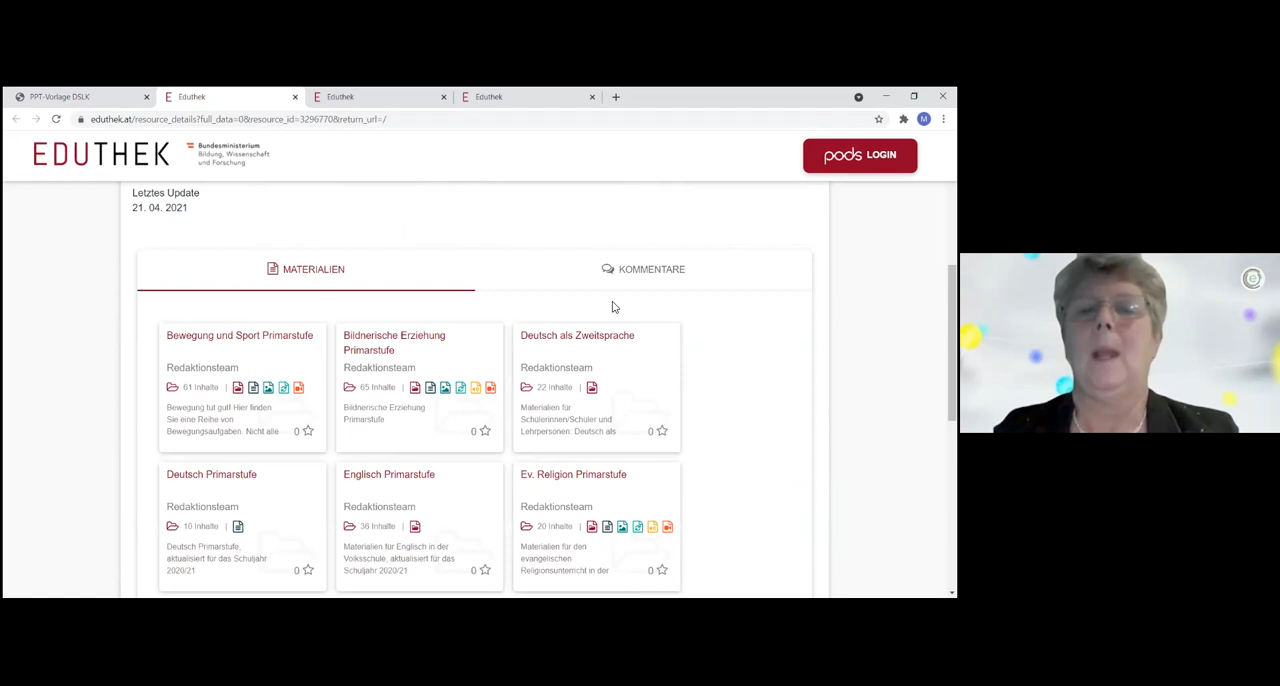 PPT-Vorlage DSLK
Eduthek
Eduthek
Eduthek
eduthek.at/resource_details?full_data=0&resource_id=3296770&return_url=/
M
EDUTHEK
Bundesministerium
Bildung, Wissenschaft
und Forschung
pods LOGIN
Letztes Update
21. 04. 2021
MATERIALIEN
KOMMENTARE
Bewegung und Sport Primarstufe
Redaktionsteam
61 Inhalte |
Bewegung tut gut! Hier finden
Sie eine Reihe von
Bewegungsaufgaben. Nicht alle
0
Bildnerische Erziehung
Primarstufe
Redaktionsteam
65 Inhalte |
Bildnerische Erziehung
Primarstufe
0
Deutsch als Zweitsprache
Redaktionsteam
22 Inhalte |
Materialien für
Schülerinnen/Schüler und
Lehrpersonen: Deutsch als
0
Deutsch Primarstufe
Redaktionsteam
10 Inhalte |
Deutsch Primarstufe,
aktualisiert für das Schuljahr
2020/21
0
Englisch Primarstufe
Redaktionsteam
36 Inhalte |
Materialien für Englisch in der
Volksschule, aktualisiert für das
Schuljahr 2020/21
0
Ev. Religion Primarstufe
Redaktionsteam
20 Inhalte |
Materialien für den
evangelischen
Religionsunterricht in der
0
e